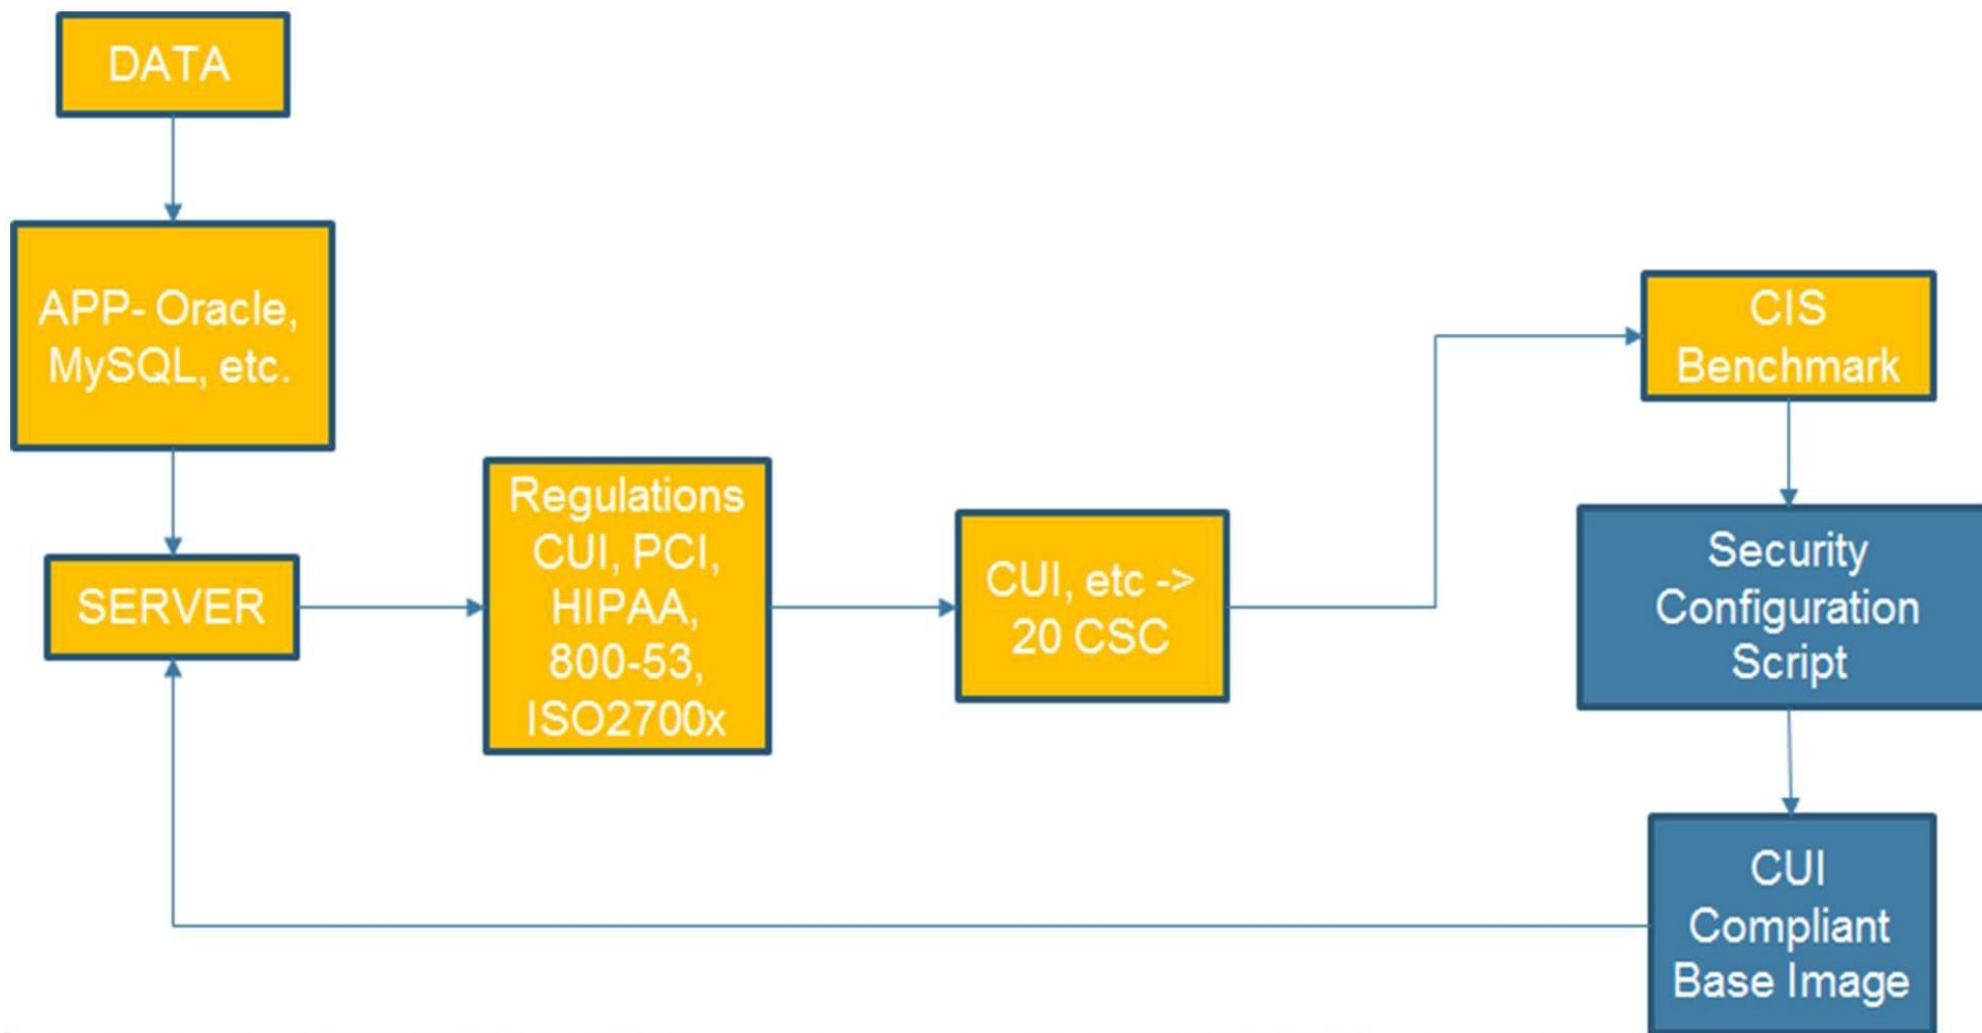 DATA
APP- Oracle,
MySQL, etc.
SERVER
Regulations
CUI, PCI,
HIPAA,
800-53,
ISO2700x
CUI, etc ->
20 CSC
CIS
Benchmark
Security
Configuration
Script
CUI
Compliant
Base Image